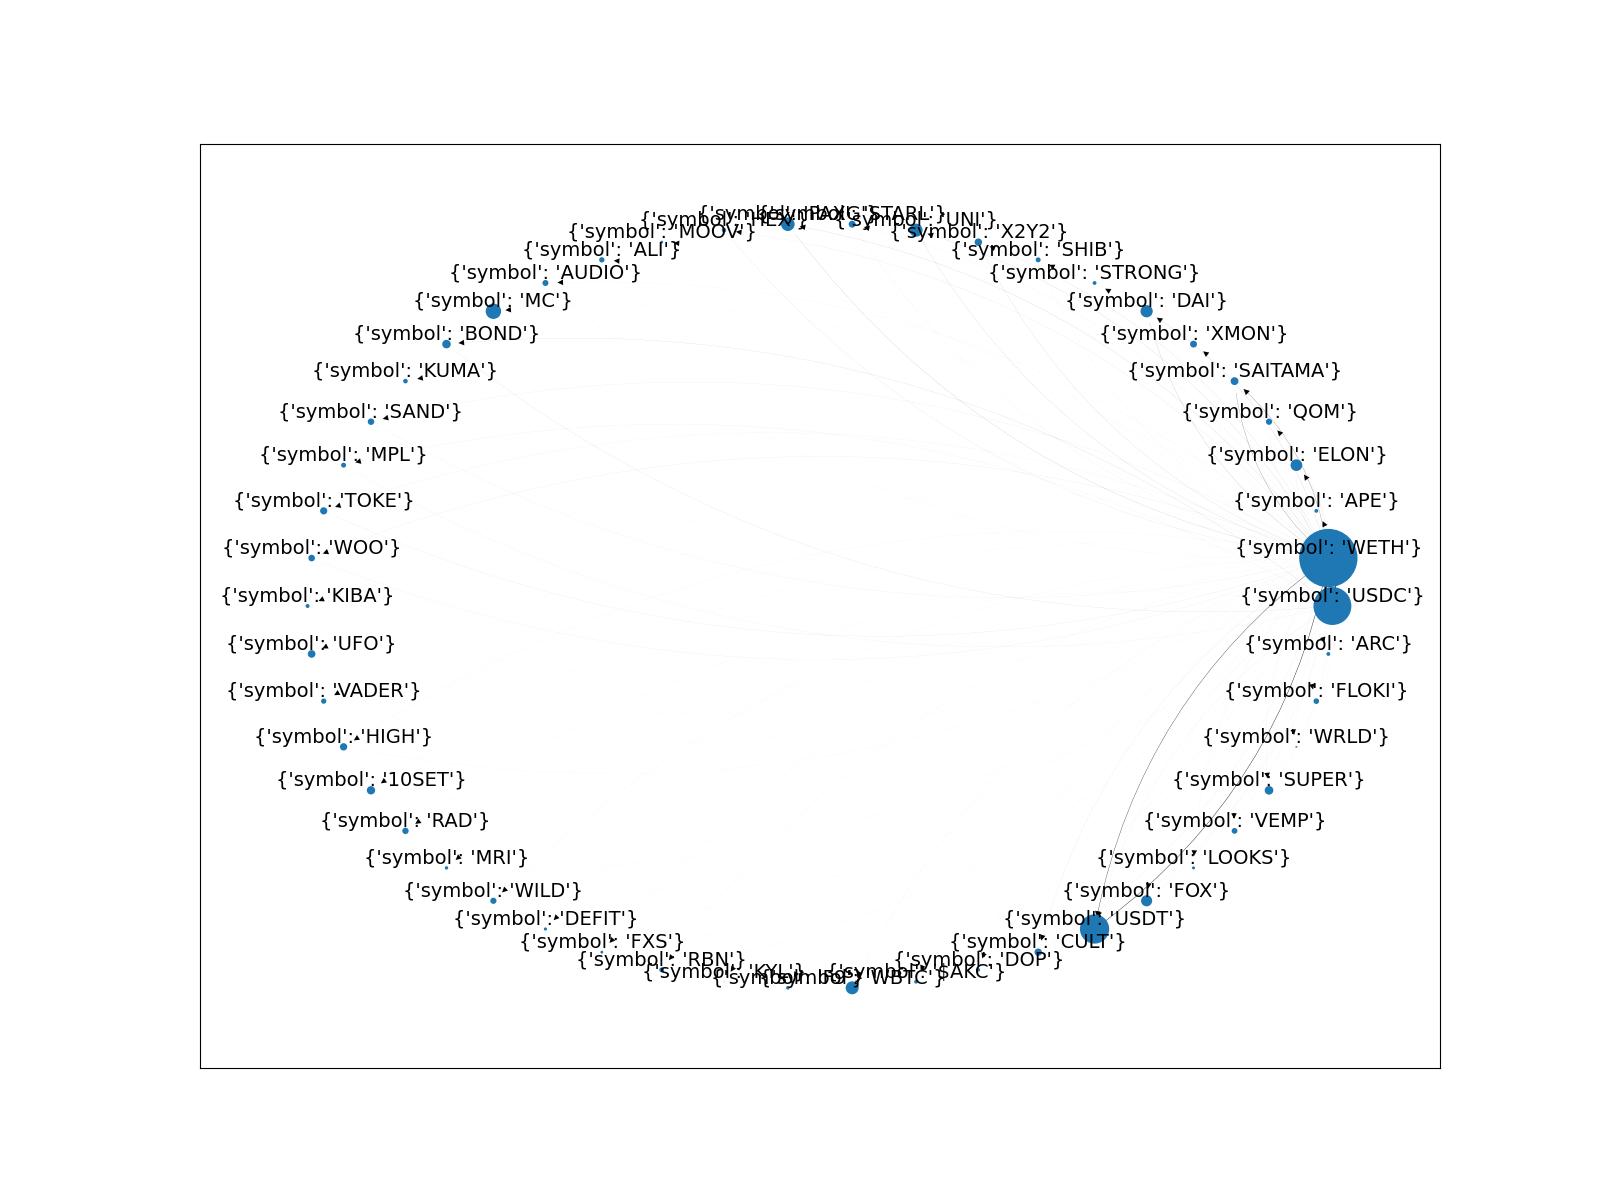 {'symbol': 'PAXG'}
{'symbol': 'STARL'}
{'symbol': 'HEX'}
{'symbol': 'UNI'}
{'symbol': 'MOOV'}
{'symbol': 'X2Y2'}
{'symbol': 'ALI'}
{'symbol': 'SHIB'}
{'symbol': 'AUDIO'}
{'symbol': 'STRONG'}
{'symbol': 'MC'}
{'symbol': 'DAI'}
{'symbol': 'BOND'}
{'symbol': 'XMON'}
{'symbol': 'KUMA'}
{'symbol': 'SAITAMA'}
{'symbol': 'SAND'}
{'symbol': 'QOM'}
{'symbol': 'MPL'}
{'symbol': 'ELON'}
{'symbol': 'TOKE'}
{'symbol': 'APE'}
{'symbol': 'WOO'}
{'symbol': 'WETH'}
{'symbol': 'KIBA'}
{'symbol': 'USDC'}
{'symbol': 'UFO'}
{'symbol': 'ARC'}
{'symbol': 'VADER'}
{'symbol': 'FLOKI'}
{'symbol': 'HIGH'}
{'symbol': 'WRLD'}
{'symbol': '10SET'}
{'symbol': 'SUPER'}
{'symbol': 'RAD'}
{'symbol': 'VEMP'}
{'symbol': 'MRI'}
{'symbol': 'LOOKS'}
{'symbol': 'WILD'}
{'symbol': 'FOX'}
{'symbol': 'DEFIT'}
{'symbol': 'USDT'}
{'symbol': 'FXS'}
{'symbol': 'CULT'}
{'symbol': 'RBN'}
{'symbol': 'DOP'}
{'symbol': 'KYL'}
{'symbol': 'SAKC'}
{'symbol': 'WBTC'}